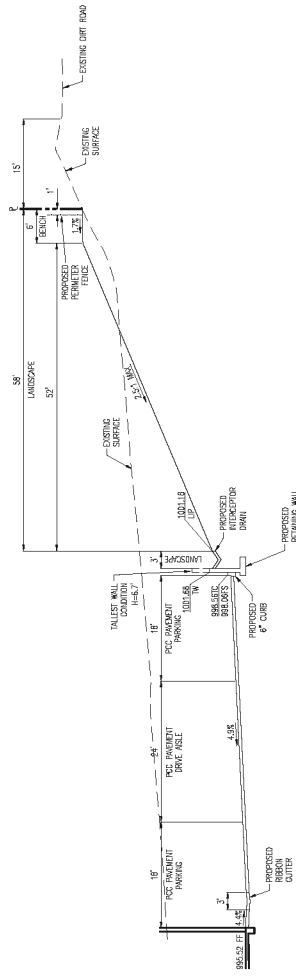 EXISTING DIRT ROAD
15'
EXISTING
SURFACE
1'
PL
6'
BENCH
1.7%
PROPOSED
PERIMETER
FENCE
58'
LANDSCAPE
52'
2.5:1 MAX.
EXISTING
SURFACE
1001.18
LIP
PROPOSED
INTERCEPTOR
DRAIN
3'
LANDSCAPE
PROPOSED
RETAINING WALL
TALLEST WALL
CONDITION
H=6.7'
1001.68
TW
998.56TC
998.06FS
PROPOSED
6" CURB
18'
PCC PAVEMENT
PARKING
24'
PCC PAVEMENT
DRIVE AISLE
4.9%
18'
PCC PAVEMENT
PARKING
PROPOSED
RIBBON
GUTTER
3'
4.4%
995.52 FF